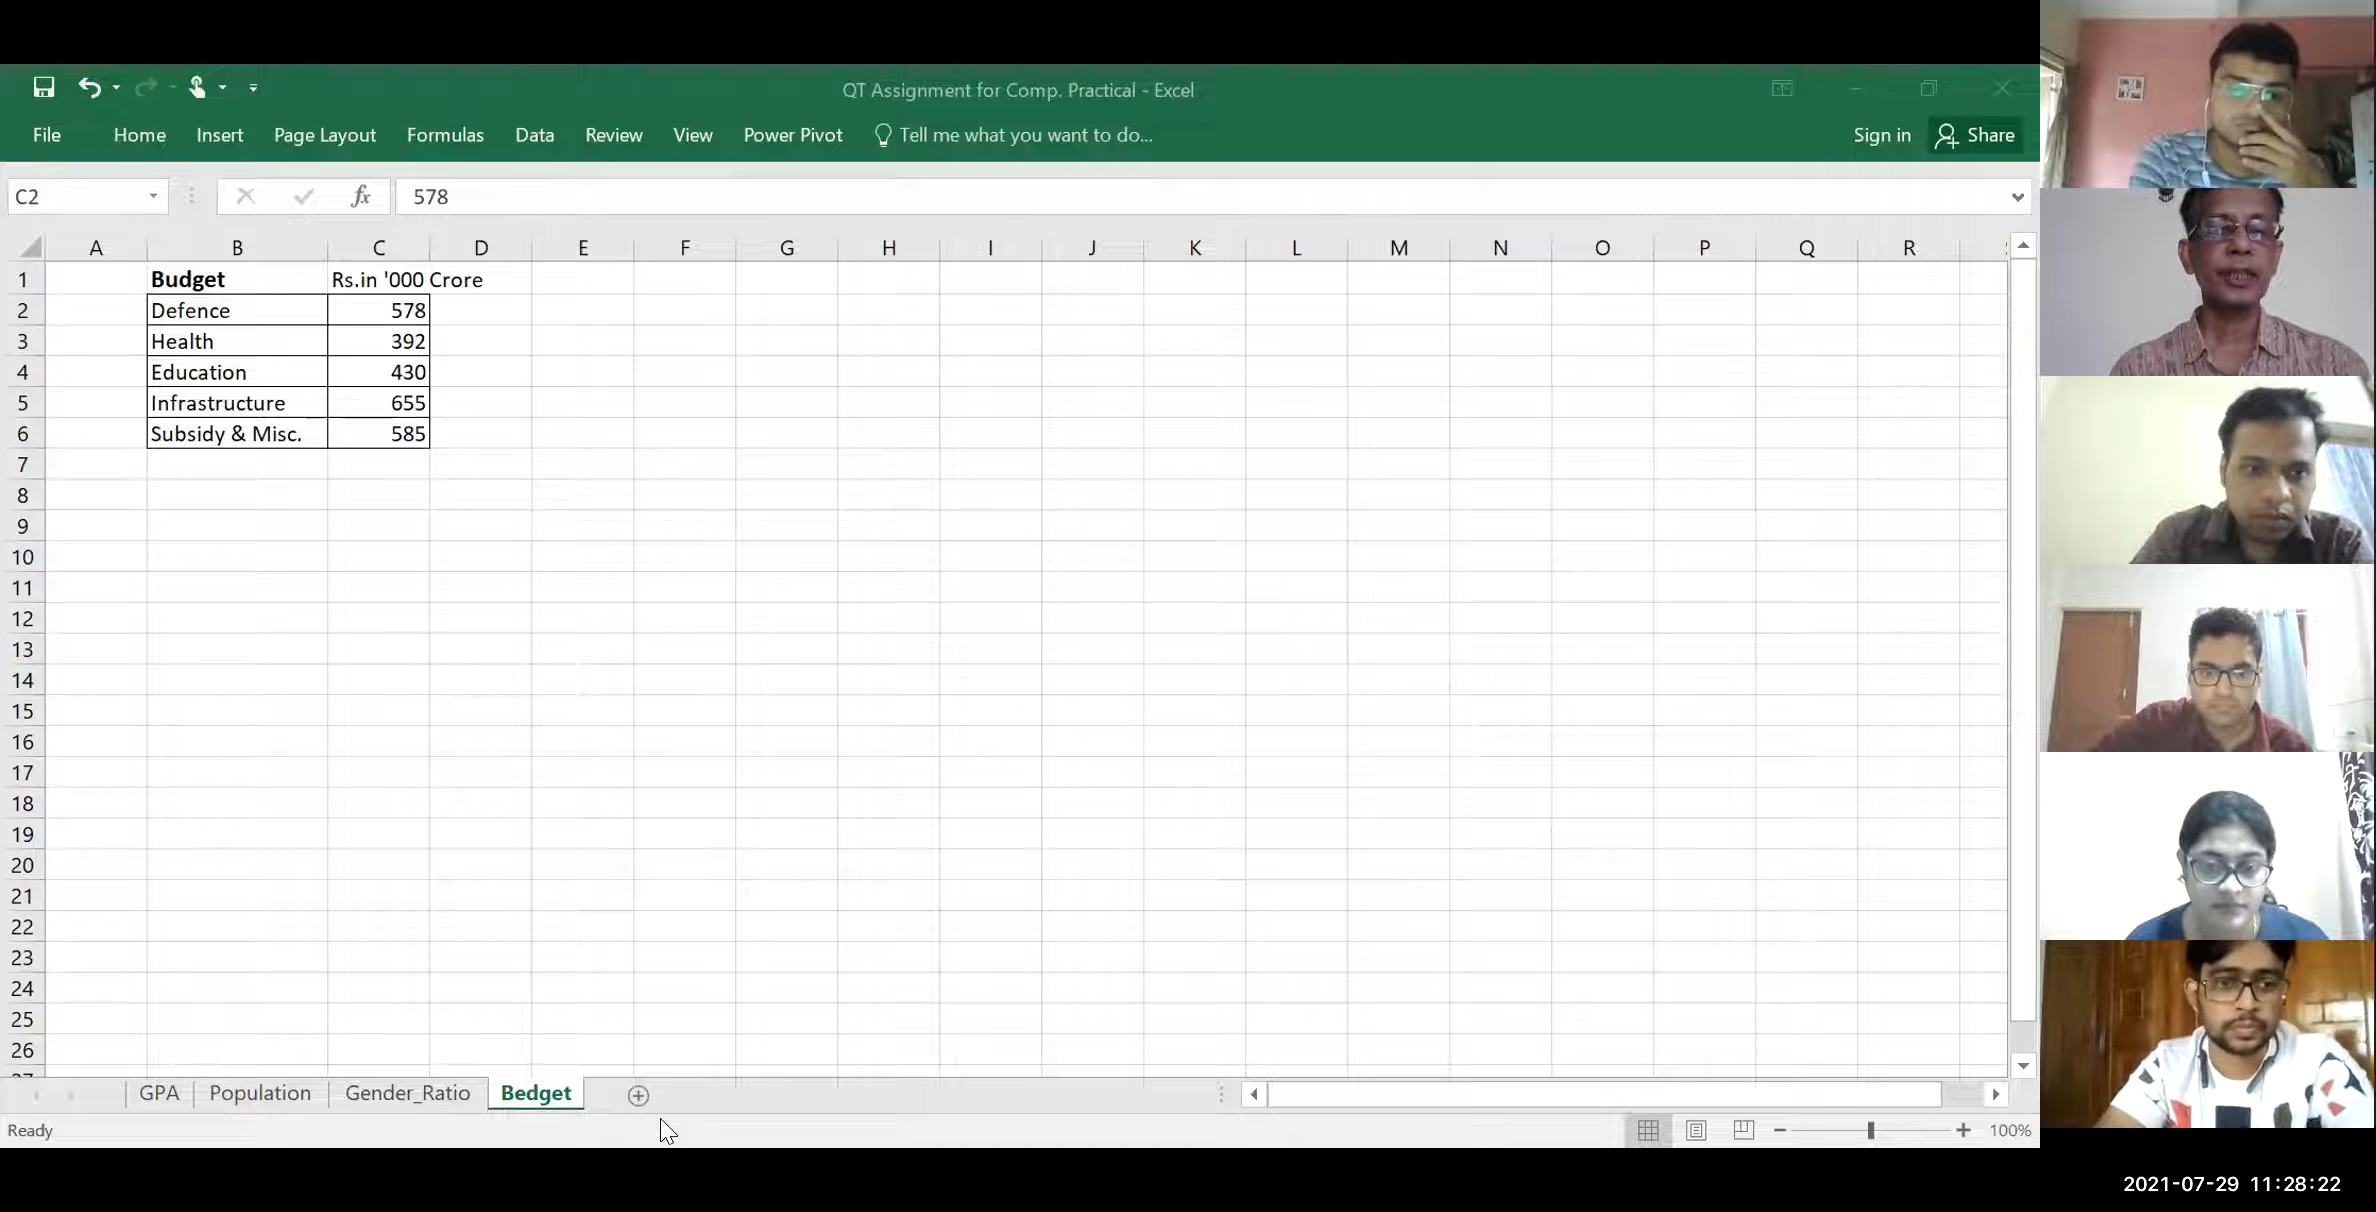 QT Assignment for Comp. Practical - Excel
File Home Insert Page Layout Formulas Data Review View Power Pivot Tell me what you want to do... Sign in Share
C2 fx 578
A B C D E F G H I J K L M N O P Q R
1 Budget Rs.in '000 Crore
2 Defence 578
3 Health 392
4 Education 430
5 Infrastructure 655
6 Subsidy & Misc. 585
7
8
9
10
11
12
13
14
15
16
17
18
19
20
21
22
23
24
25
26
GPA Population Gender_Ratio Bedget
Ready 100%
2021-07-29 11:28:22